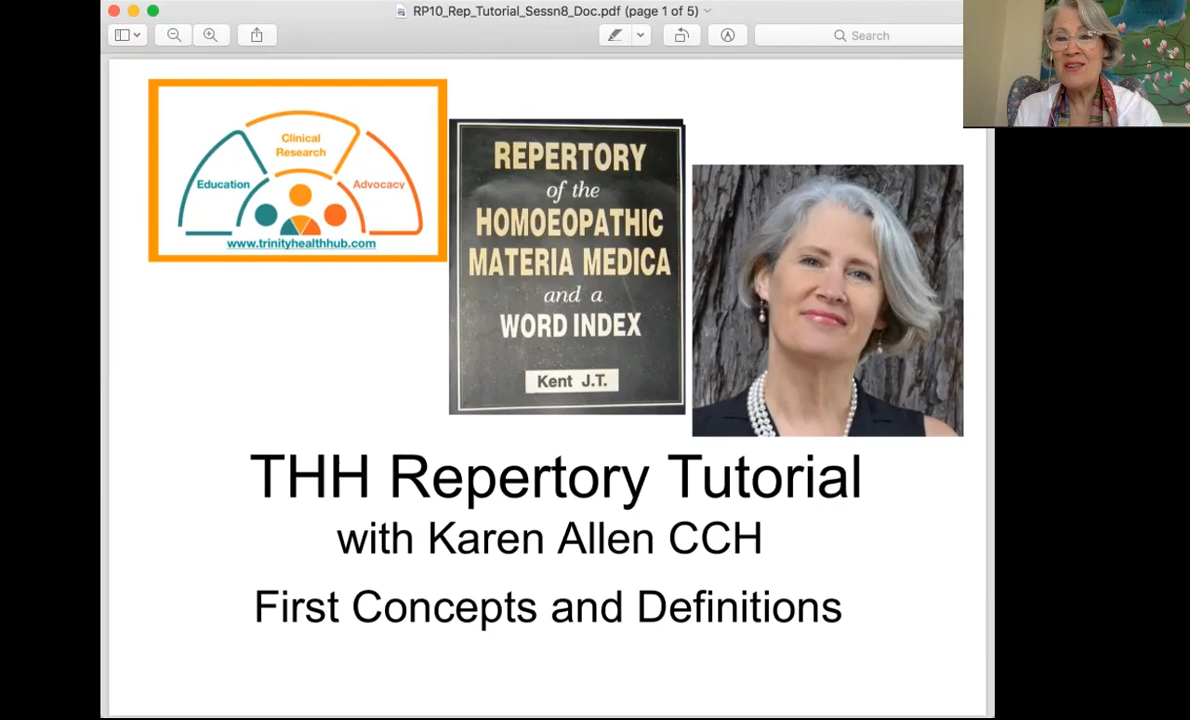 RP10_Rep_Tutorial_Sessn8_Doc.pdf (page 1 of 5)
Search
Clinical
Research
Education
Advocacy
www.trinityhealthhub.com
REPERTORY
of the
HOMOEOPATHIC
MATERIA MEDICA
and a
WORD INDEX
Kent J.T.
THH Repertory Tutorial
with Karen Allen CCH
First Concepts and Definitions